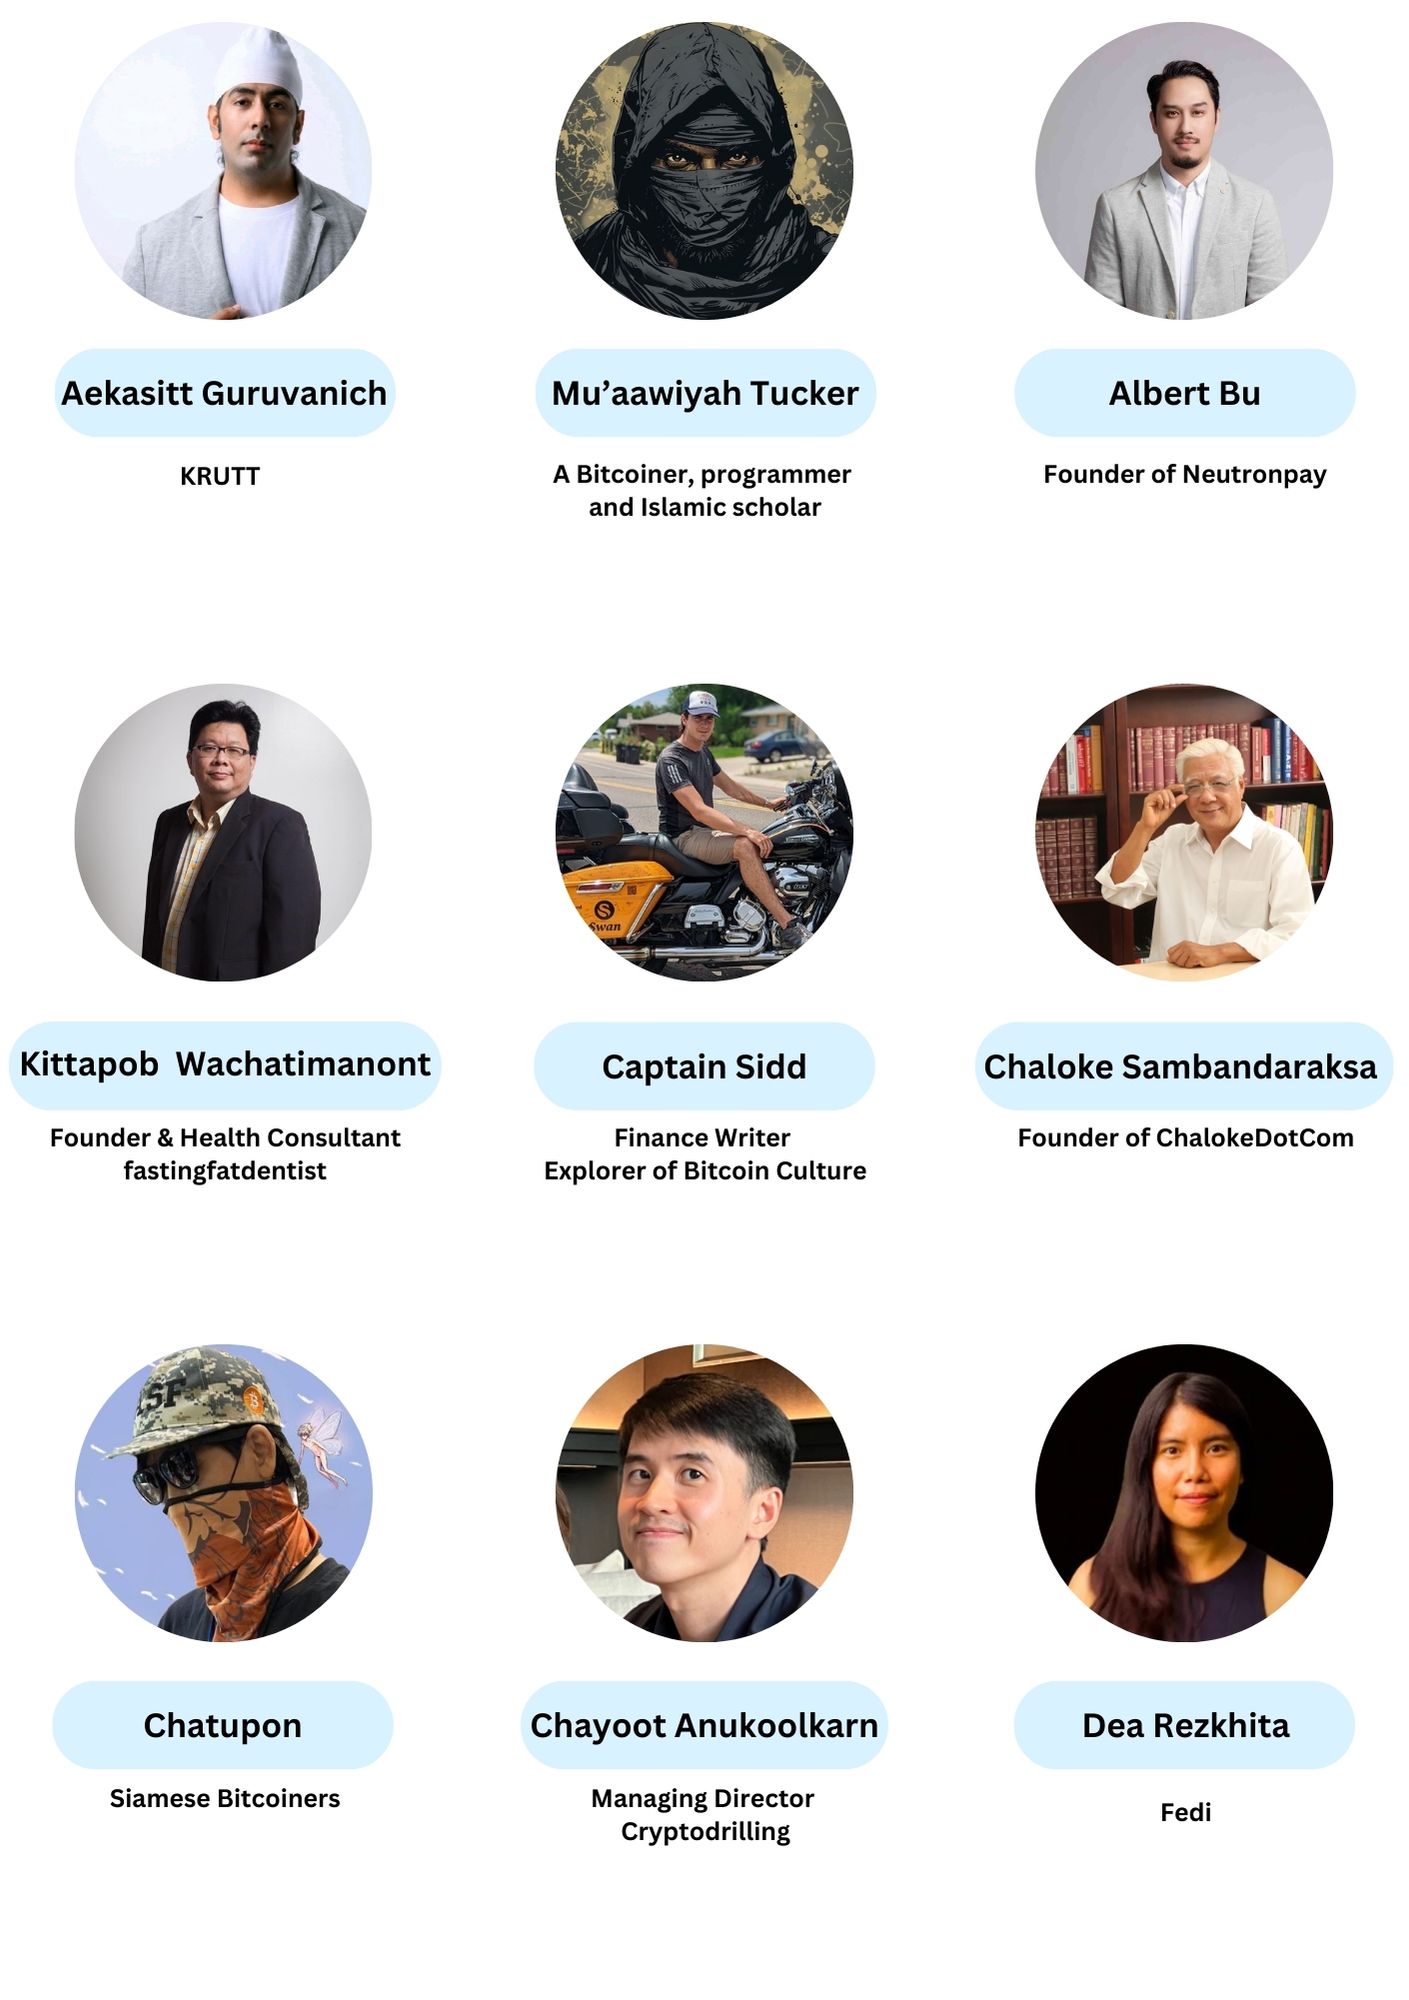 Aekasitt Guruvanich
Mu’aawiyah Tucker
Albert Bu
KRUTT
A Bitcoiner, programmer
and Islamic scholar
Founder of Neutronpay
Swan
Kittapob  Wachatimanont
Captain Sidd
Chaloke Sambandaraksa
Founder & Health Consultant
fastingfatdentist
Finance Writer
Explorer of Bitcoin Culture
Founder of ChalokeDotCom
SF
Chatupon
Chayoot Anukoolkarn
Dea Rezkhita
Siamese Bitcoiners
Managing Director
Cryptodrilling
Fedi